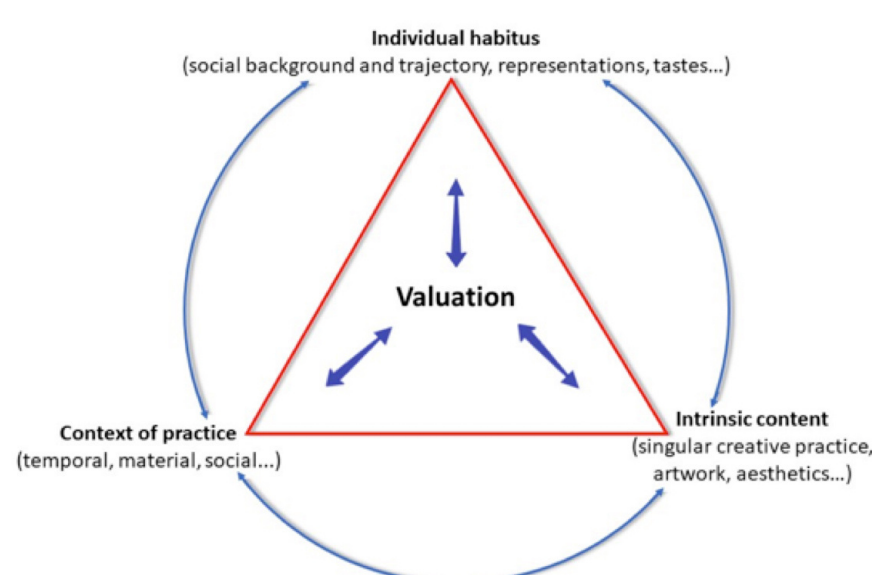 Individual habitus
(social background and trajectory, representations, tastes...)
Valuation
Context of practice
(temporal, material, social...)
Intrinsic content
(singular creative practice,
artwork, aesthetics...)